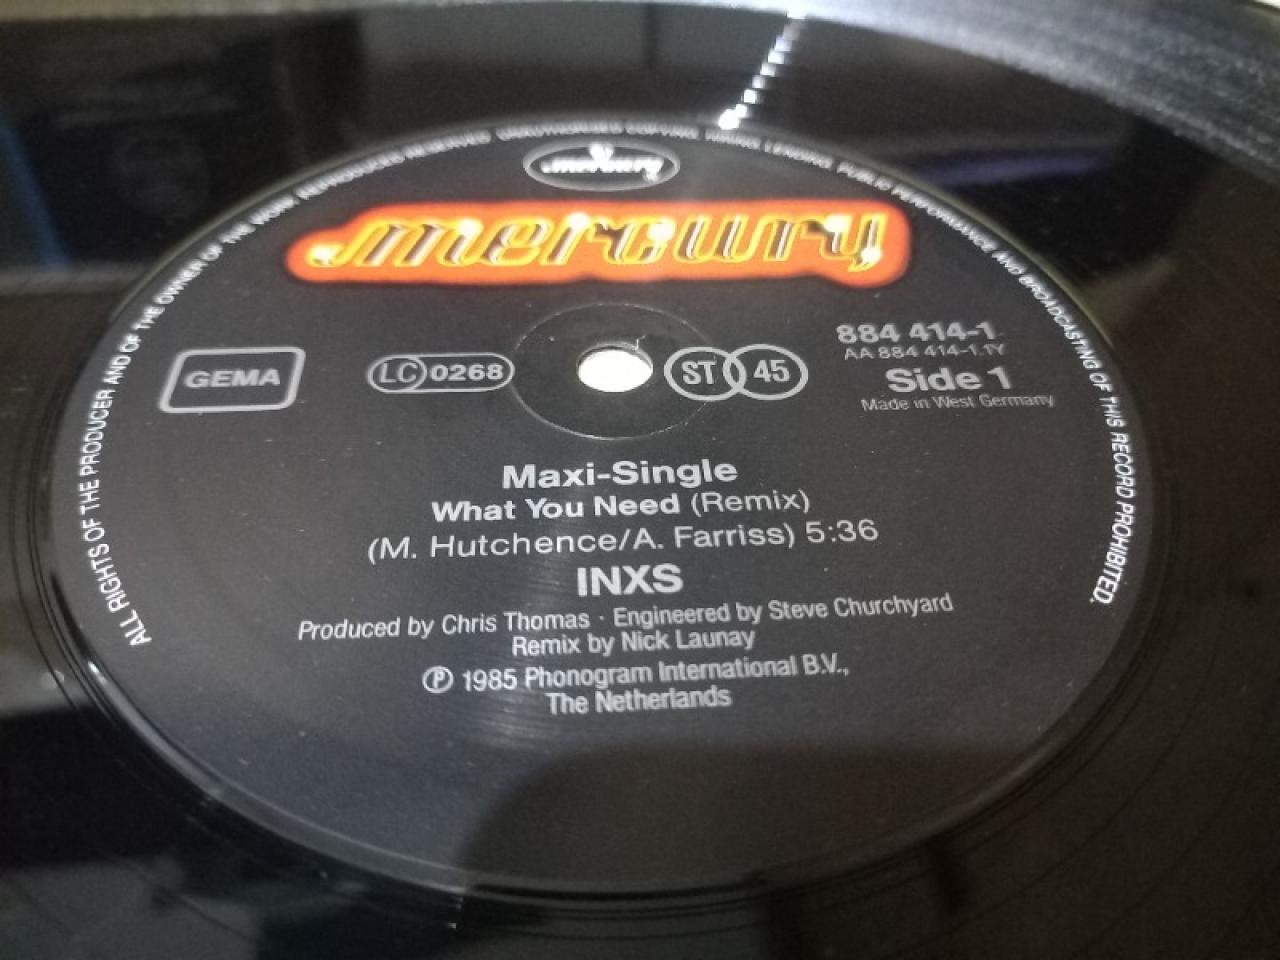 ALL RIGHTS OF THE PRODUCER AND OF THE OWNER OF THE WORK REPRODUCED RESERVED. UNAUTHORISED COPYING, HIRING, LENDING, PUBLIC PERFORMANCE AND BROADCASTING OF THIS RECORD PROHIBITED.
mercury
mercury
GEMA
LC 0268
ST 45
884 414-1
AA 884 414-1.1Y
Side 1
Made in West Germany
Maxi-Single
What You Need (Remix)
(M. Hutchence/A. Farriss) 5:36
INXS
Produced by Chris Thomas · Engineered by Steve Churchyard
Remix by Nick Launay
℗ 1985 Phonogram International B.V.,
The Netherlands